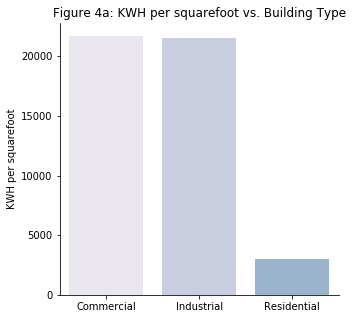 Figure 4a: KWH per squarefoot vs. Building Type
KWH per squarefoot
20000
15000
10000
5000
0
Commercial Industrial Residential